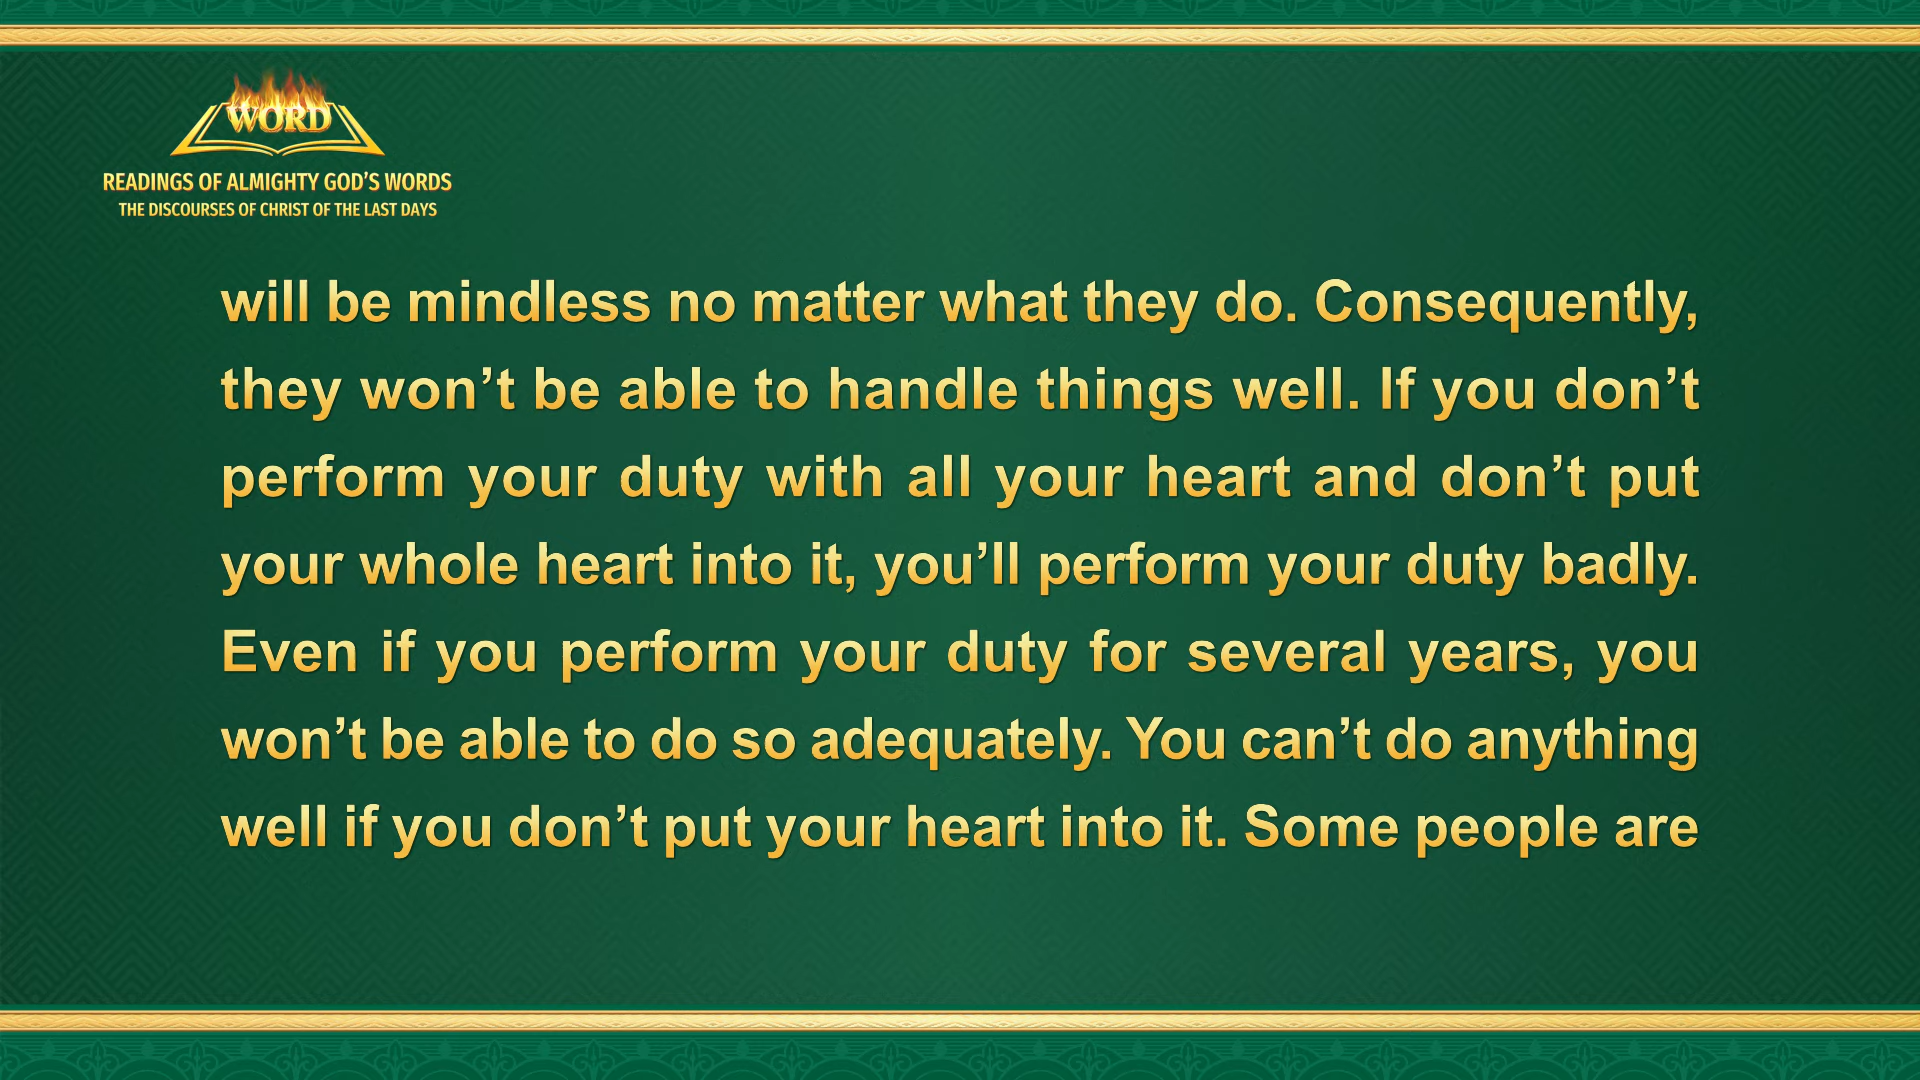 WORD
READINGS OF ALMIGHTY GOD’S WORDS
THE DISCOURSES OF CHRIST OF THE LAST DAYS
will be mindless no matter what they do. Consequently,
they won’t be able to handle things well. If you don’t
perform your duty with all your heart and don’t put
your whole heart into it, you’ll perform your duty badly.
Even if you perform your duty for several years, you
won’t be able to do so adequately. You can’t do anything
well if you don’t put your heart into it. Some people are